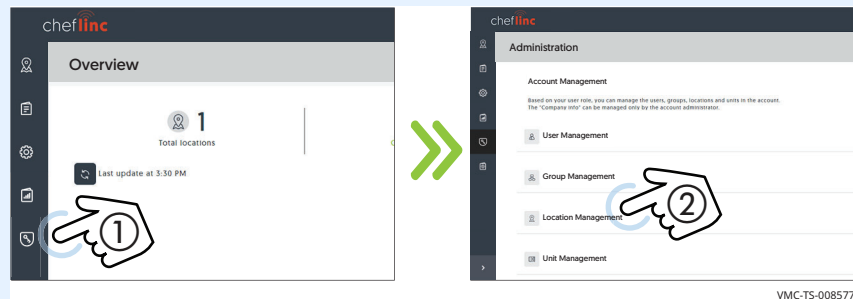 cheflinc
Overview
1
Total locations
Last update at 3:30 PM
1
cheflinc
Administration
Account Management
Based on your user role, you can manage the users, groups, locations and units in the account.
The "Company info" can be managed only by the account administrator.
User Management
Group Management
Location Management
2
Unit Management
VMC-TS-008577